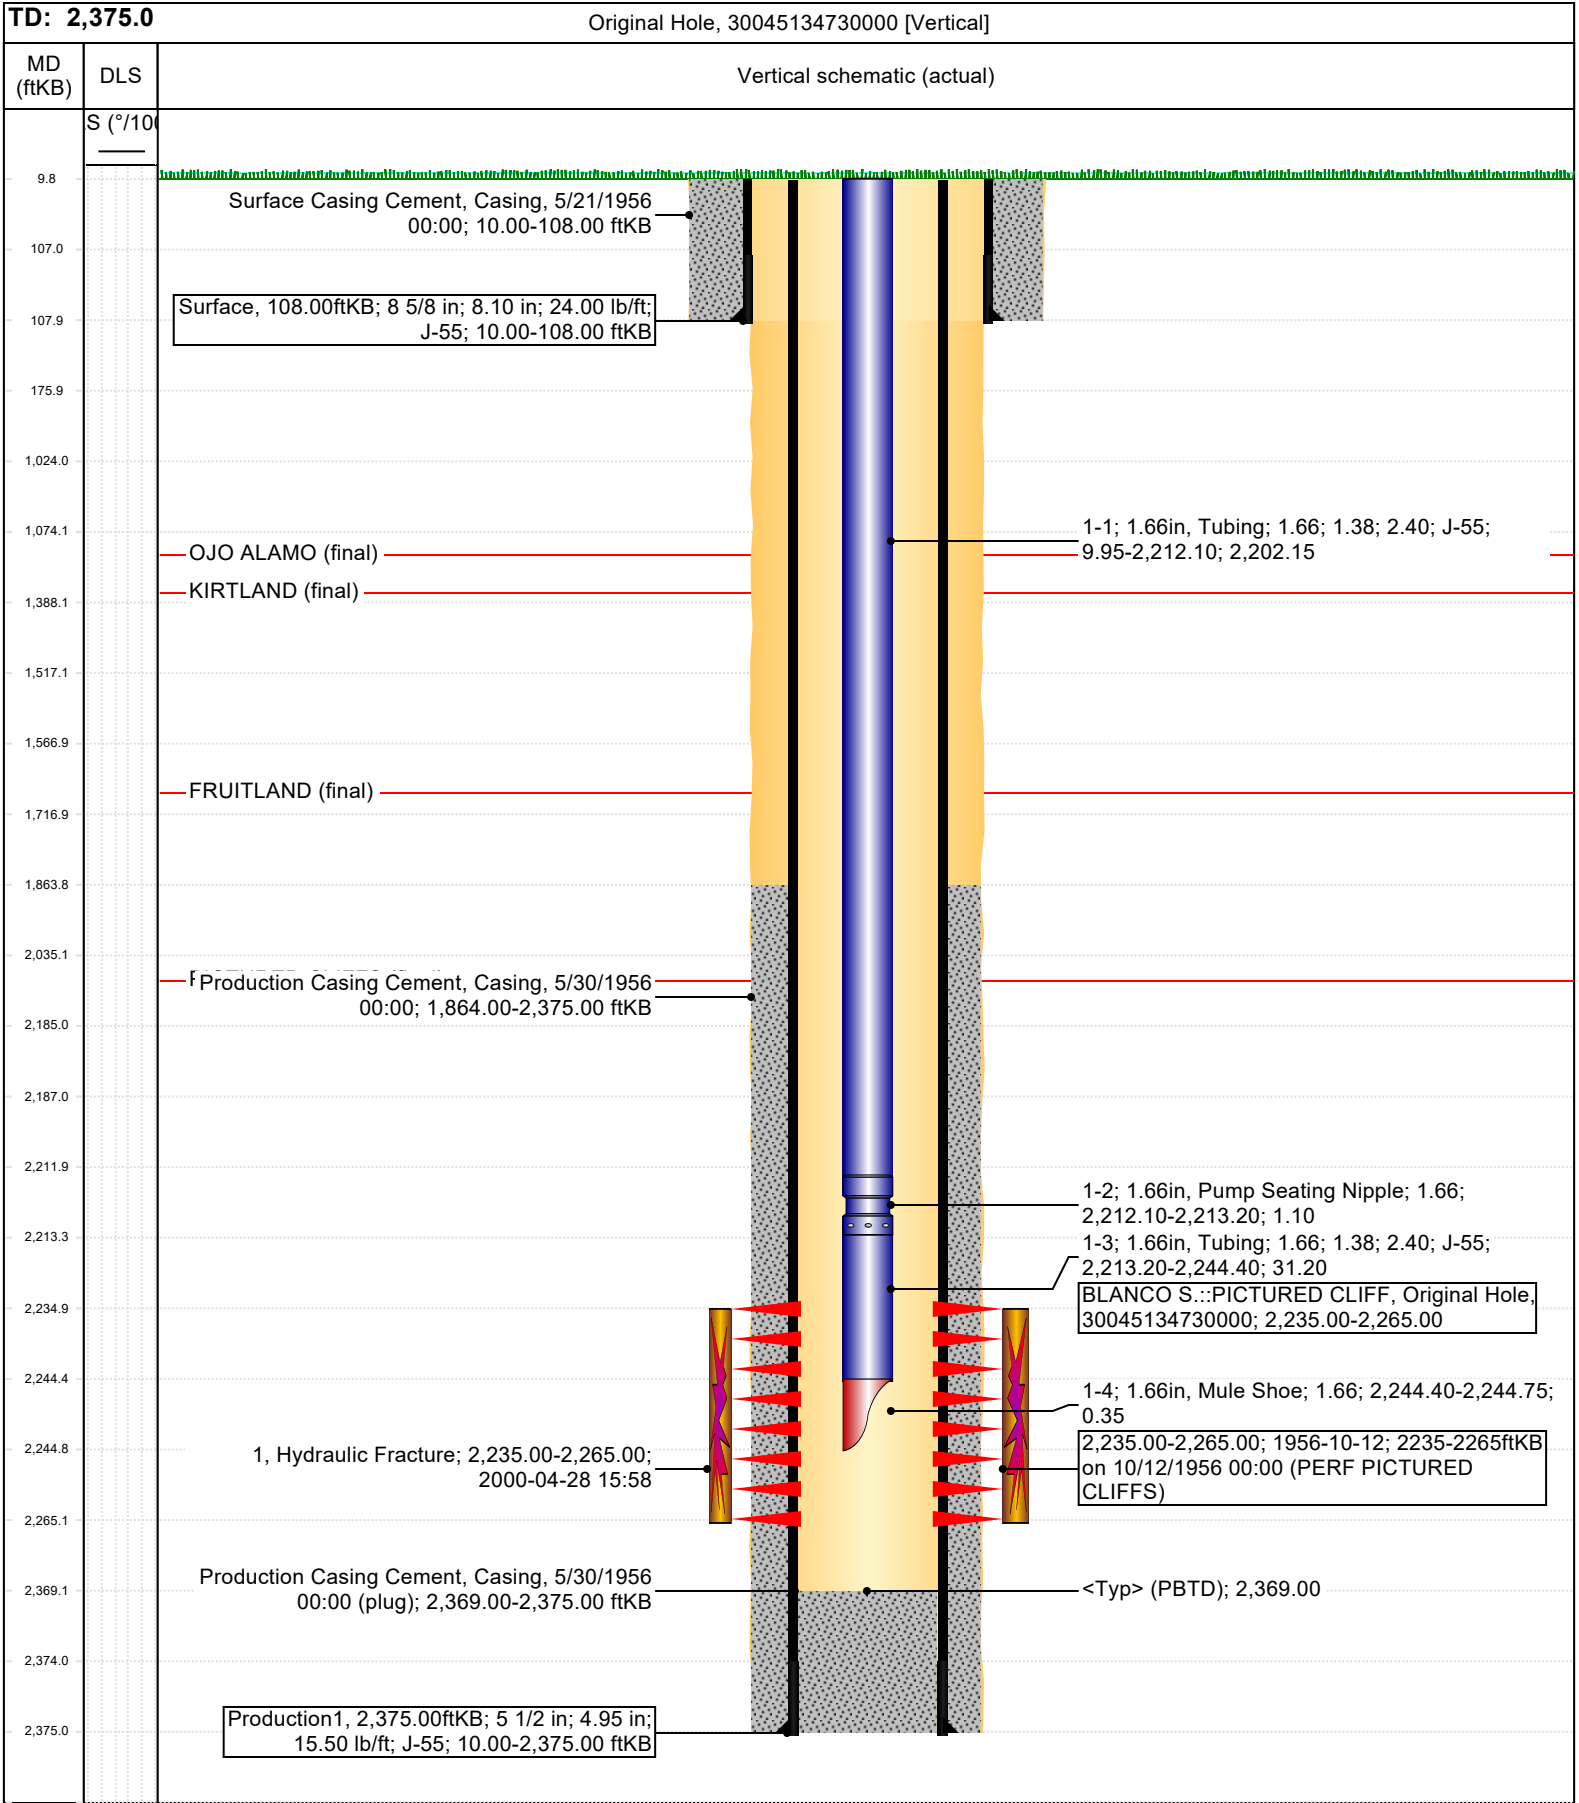 TD: 2,375.0
Original Hole, 30045134730000 [Vertical]
MD
(ftKB)
DLS
Vertical schematic (actual)
S (°/100
9.8
107.0
107.9
175.9
1,024.0
1,074.1
1,388.1
1,517.1
1,566.9
1,716.9
1,863.8
2,035.1
2,185.0
2,187.0
2,211.9
2,213.3
2,234.9
2,244.4
2,244.8
2,265.1
2,369.1
2,374.0
2,375.0
Surface Casing Cement, Casing, 5/21/1956
00:00; 10.00-108.00 ftKB
Surface, 108.00ftKB; 8 5/8 in; 8.10 in; 24.00 lb/ft;
J-55; 10.00-108.00 ftKB
OJO ALAMO (final)
KIRTLAND (final)
FRUITLAND (final)
Production Casing Cement, Casing, 5/30/1956
00:00; 1,864.00-2,375.00 ftKB
1, Hydraulic Fracture; 2,235.00-2,265.00;
2000-04-28 15:58
Production Casing Cement, Casing, 5/30/1956
00:00 (plug); 2,369.00-2,375.00 ftKB
Production1, 2,375.00ftKB; 5 1/2 in; 4.95 in;
15.50 lb/ft; J-55; 10.00-2,375.00 ftKB
1-1; 1.66in, Tubing; 1.66; 1.38; 2.40; J-55;
9.95-2,212.10; 2,202.15
1-2; 1.66in, Pump Seating Nipple; 1.66;
2,212.10-2,213.20; 1.10
1-3; 1.66in, Tubing; 1.66; 1.38; 2.40; J-55;
2,213.20-2,244.40; 31.20
BLANCO S.::PICTURED CLIFF, Original Hole,
30045134730000; 2,235.00-2,265.00
1-4; 1.66in, Mule Shoe; 1.66; 2,244.40-2,244.75;
0.35
2,235.00-2,265.00; 1956-10-12; 2235-2265ftKB
on 10/12/1956 00:00 (PERF PICTURED
CLIFFS)
<Typ> (PBTD); 2,369.00